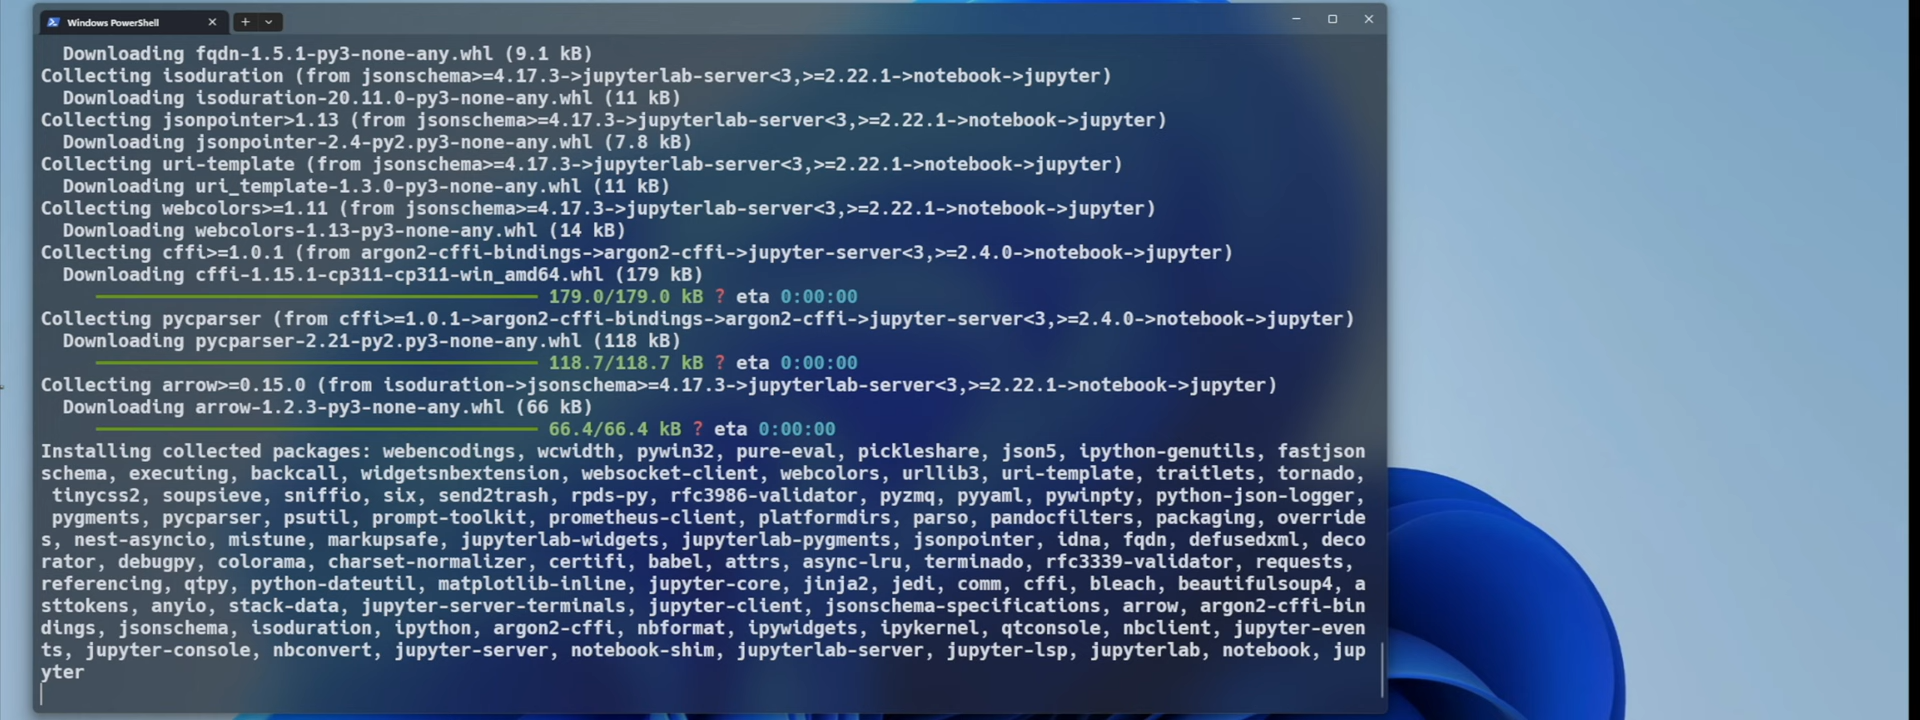 Windows PowerShell
Downloading fqdn-1.5.1-py3-none-any.whl (9.1 kB)
Collecting isoduration (from jsonschema>=4.17.3->jupyterlab-server<3,>=2.22.1->notebook->jupyter)
Downloading isoduration-20.11.0-py3-none-any.whl (11 kB)
Collecting jsonpointer>1.13 (from jsonschema>=4.17.3->jupyterlab-server<3,>=2.22.1->notebook->jupyter)
Downloading jsonpointer-2.4-py2.py3-none-any.whl (7.8 kB)
Collecting uri-template (from jsonschema>=4.17.3->jupyterlab-server<3,>=2.22.1->notebook->jupyter)
Downloading uri_template-1.3.0-py3-none-any.whl (11 kB)
Collecting webcolors>=1.11 (from jsonschema>=4.17.3->jupyterlab-server<3,>=2.22.1->notebook->jupyter)
Downloading webcolors-1.13-py3-none-any.whl (14 kB)
Collecting cffi>=1.0.1 (from argon2-cffi-bindings->argon2-cffi->jupyter-server<3,>=2.4.0->notebook->jupyter)
Downloading cffi-1.15.1-cp311-cp311-win_amd64.whl (179 kB)
179.0/179.0 kB ? eta 0:00:00
Collecting pycparser (from cffi>=1.0.1->argon2-cffi-bindings->argon2-cffi->jupyter-server<3,>=2.4.0->notebook->jupyter)
Downloading pycparser-2.21-py2.py3-none-any.whl (118 kB)
118.7/118.7 kB ? eta 0:00:00
Collecting arrow>=0.15.0 (from isoduration->jsonschema>=4.17.3->jupyterlab-server<3,>=2.22.1->notebook->jupyter)
Downloading arrow-1.2.3-py3-none-any.whl (66 kB)
66.4/66.4 kB ? eta 0:00:00
Installing collected packages: webencodings, wcwidth, pywin32, pure-eval, pickleshare, json5, ipython-genutils, fastjson
schema, executing, backcall, widgetsnbextension, websocket-client, webcolors, urllib3, uri-template, traitlets, tornado,
tinycss2, soupsieve, sniffio, six, send2trash, rpds-py, rfc3986-validator, pyzmq, pyyaml, pywinpty, python-json-logger,
pygments, pycparser, psutil, prompt-toolkit, prometheus-client, platformdirs, parso, pandocfilters, packaging, override
s, nest-asyncio, mistune, markupsafe, jupyterlab-widgets, jupyterlab-pygments, jsonpointer, idna, fqdn, defusedxml, deco
rator, debugpy, colorama, charset-normalizer, certifi, babel, attrs, async-lru, terminado, rfc3339-validator, requests,
referencing, qtpy, python-dateutil, matplotlib-inline, jupyter-core, jinja2, jedi, comm, cffi, bleach, beautifulsoup4, a
sttokens, anyio, stack-data, jupyter-server-terminals, jupyter-client, jsonschema-specifications, arrow, argon2-cffi-bin
dings, jsonschema, isoduration, ipython, argon2-cffi, nbformat, ipywidgets, ipykernel, qtconsole, nbclient, jupyter-even
ts, jupyter-console, nbconvert, jupyter-server, notebook-shim, jupyterlab-server, jupyter-lsp, jupyterlab, notebook, jup
yter